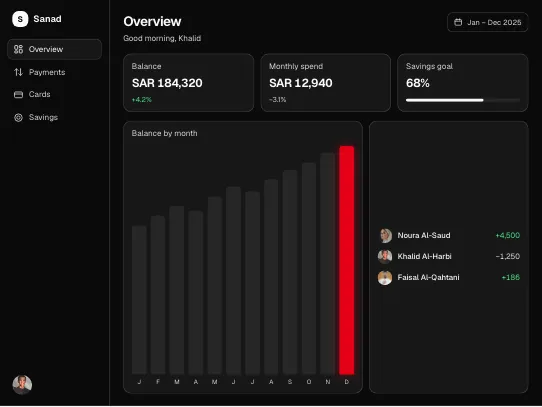 S Sanad
Overview
Payments
Cards
Savings
Overview
Good morning, Khalid
Jan – Dec 2025
Balance
SAR 184,320
+4.2%
Monthly spend
SAR 12,940
−3.1%
Savings goal
68%
Balance by month
J F M A M J J A S O N D
Noura Al-Saud +4,500
Khalid Al-Harbi −1,250
Faisal Al-Qahtani +186